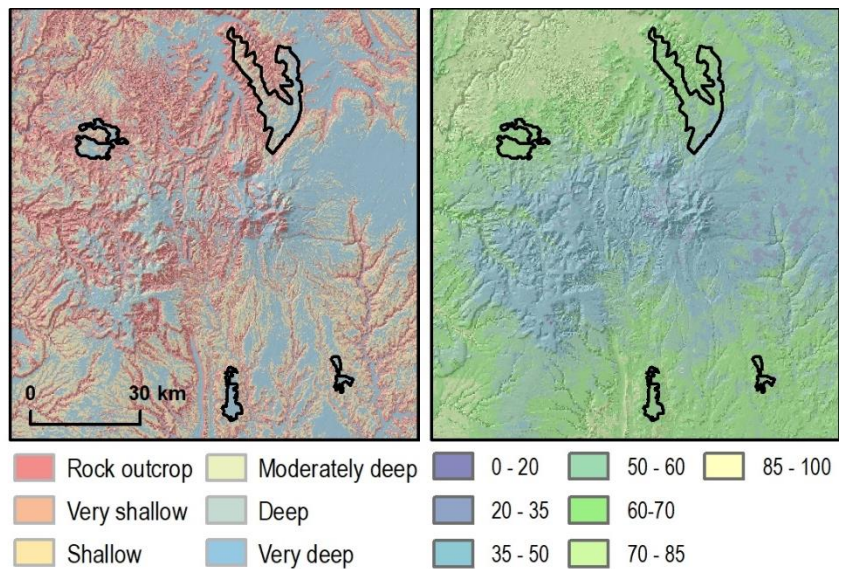 0 30 km
Rock outcrop Moderately deep 0 - 20 50 - 60 85 - 100
Very shallow Deep 20 - 35 60-70
Shallow Very deep 35 - 50 70 - 85